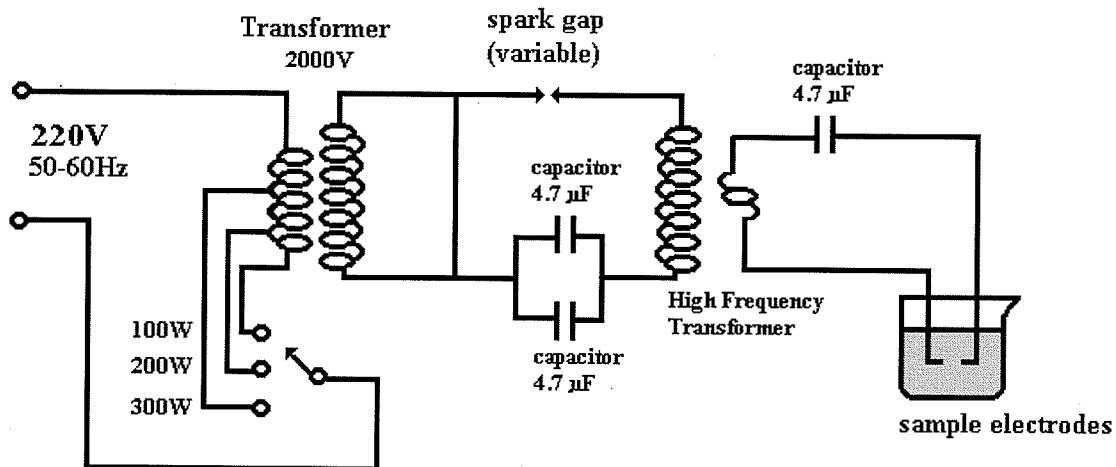 Transformer
2000V
spark gap
(variable)
capacitor
4.7 µF
220V
50-60Hz
capacitor
4.7 µF
High Frequency
Transformer
100W
200W
300W
capacitor
4.7 µF
sample electrodes